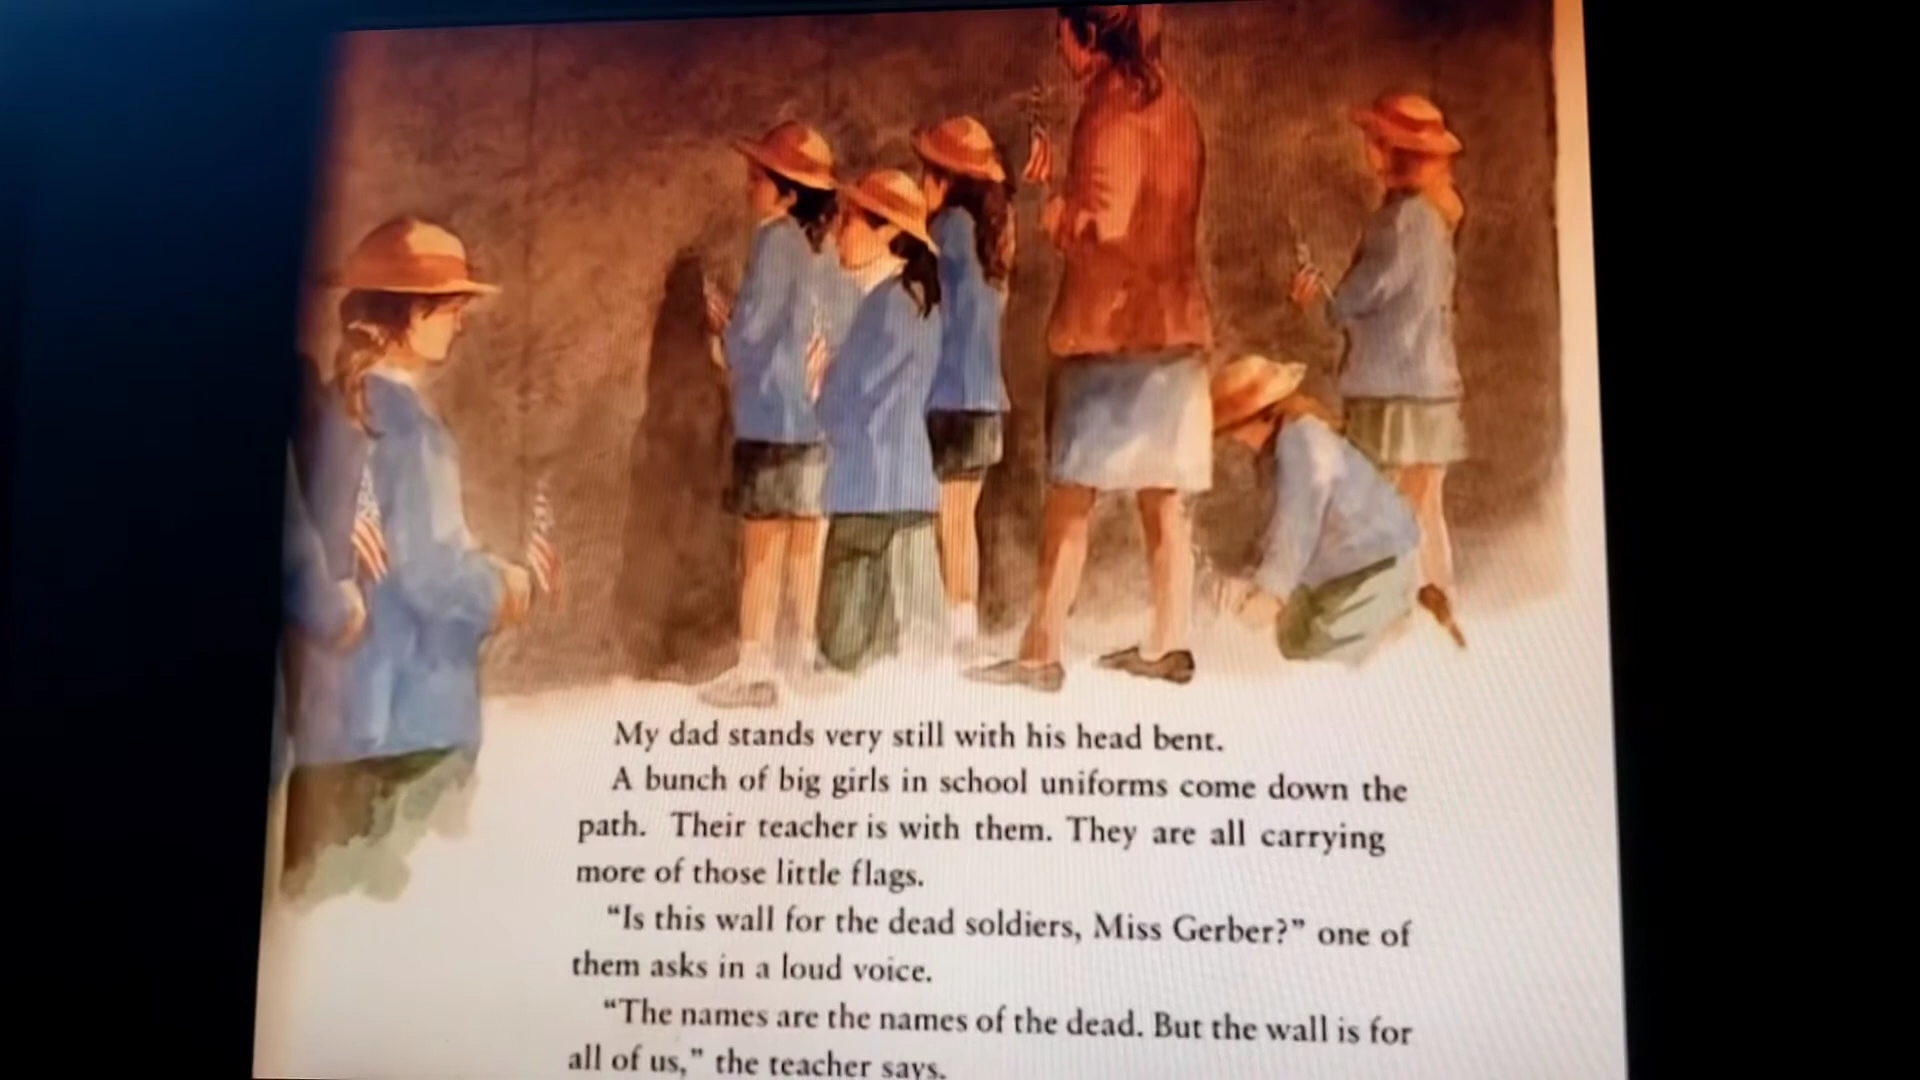 My dad stands very still with his head bent.
A bunch of big girls in school uniforms come down the
path. Their teacher is with them. They are all carrying
more of those little flags.
“Is this wall for the dead soldiers, Miss Gerber?” one of
them asks in a loud voice.
“The names are the names of the dead. But the wall is for
all of us,” the teacher says.